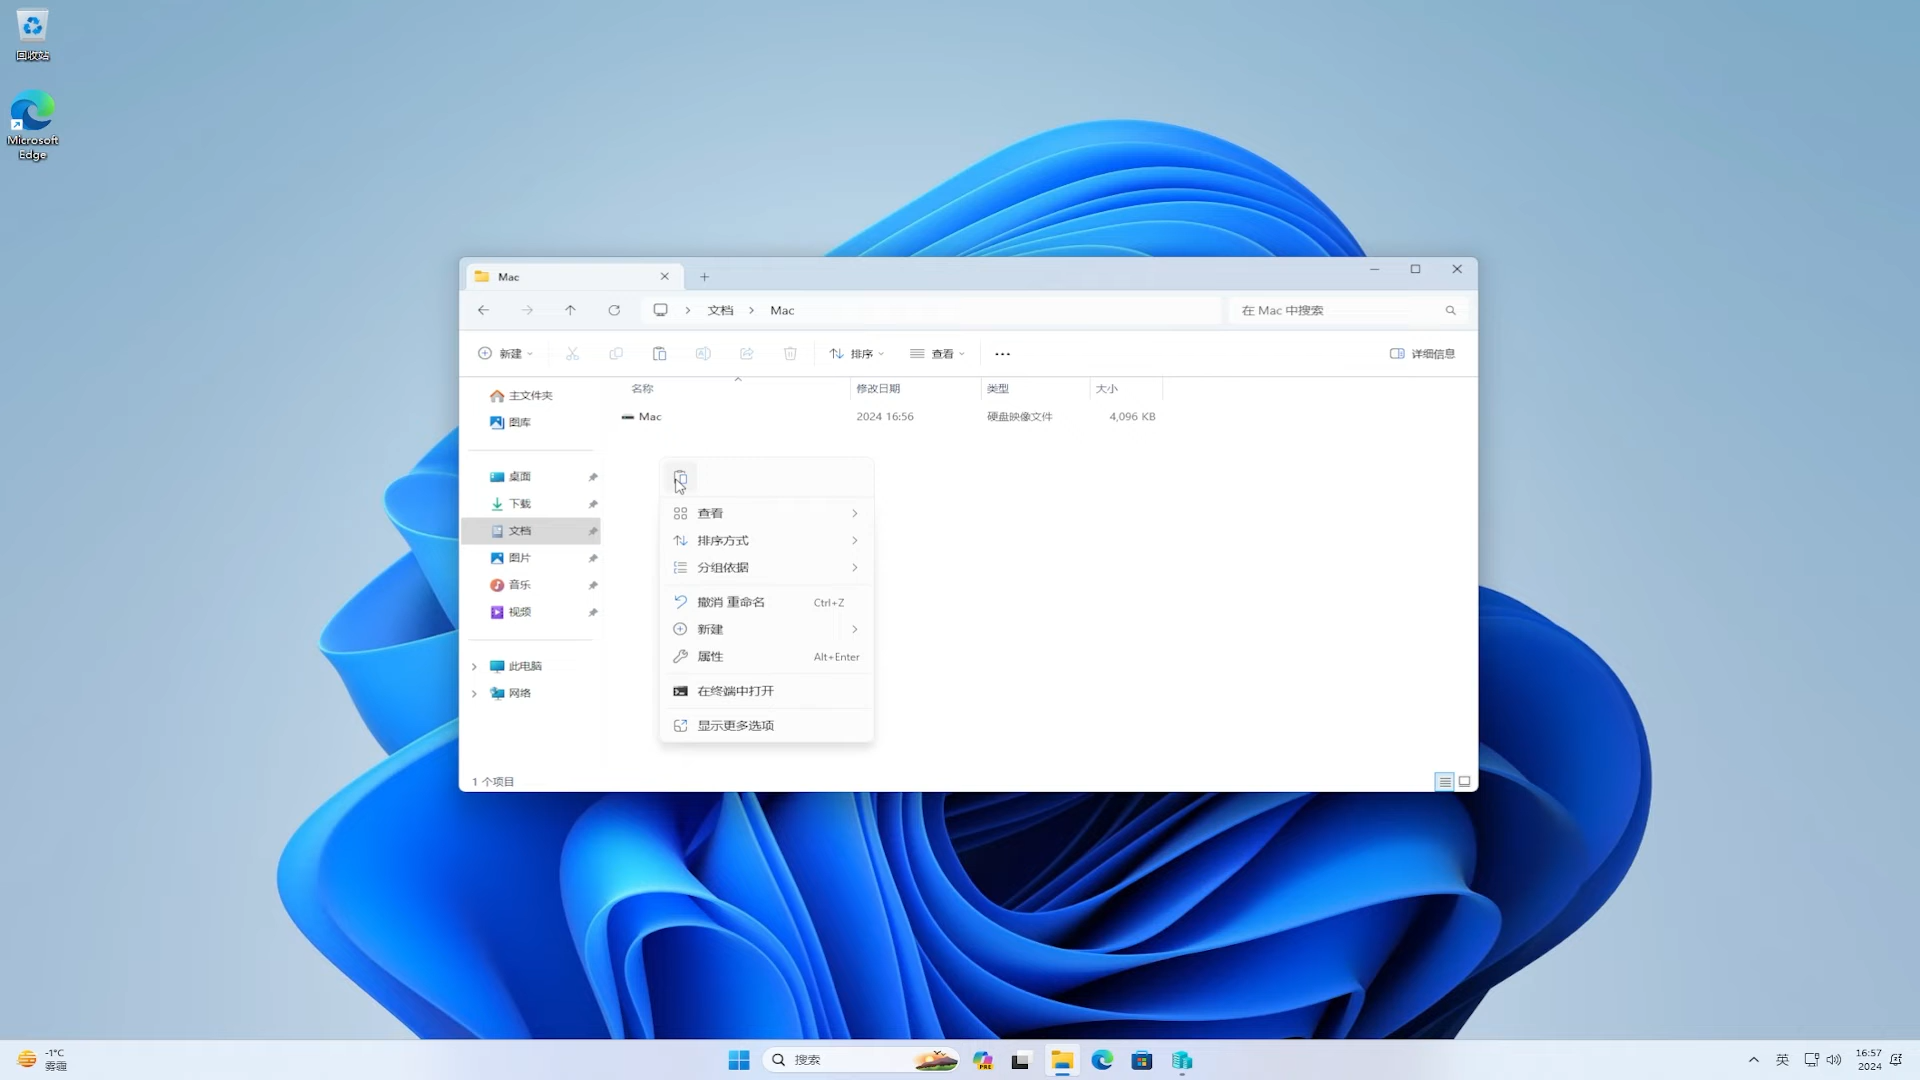 回收站
Microsoft
Edge
Mac
文档
Mac
在 Mac 中搜索
新建
排序
查看
详细信息
名称
修改日期
类型
大小
Mac
2024 16:56
硬盘映像文件
4,096 KB
主文件夹
图库
桌面
下载
文档
图片
音乐
视频
此电脑
网络
查看
排序方式
分组依据
撤消 重命名 Ctrl+Z
新建
属性 Alt+Enter
在终端中打开
显示更多选项
1 个项目
-1°C
雾霾
搜索
PRE
英
16:57
2024